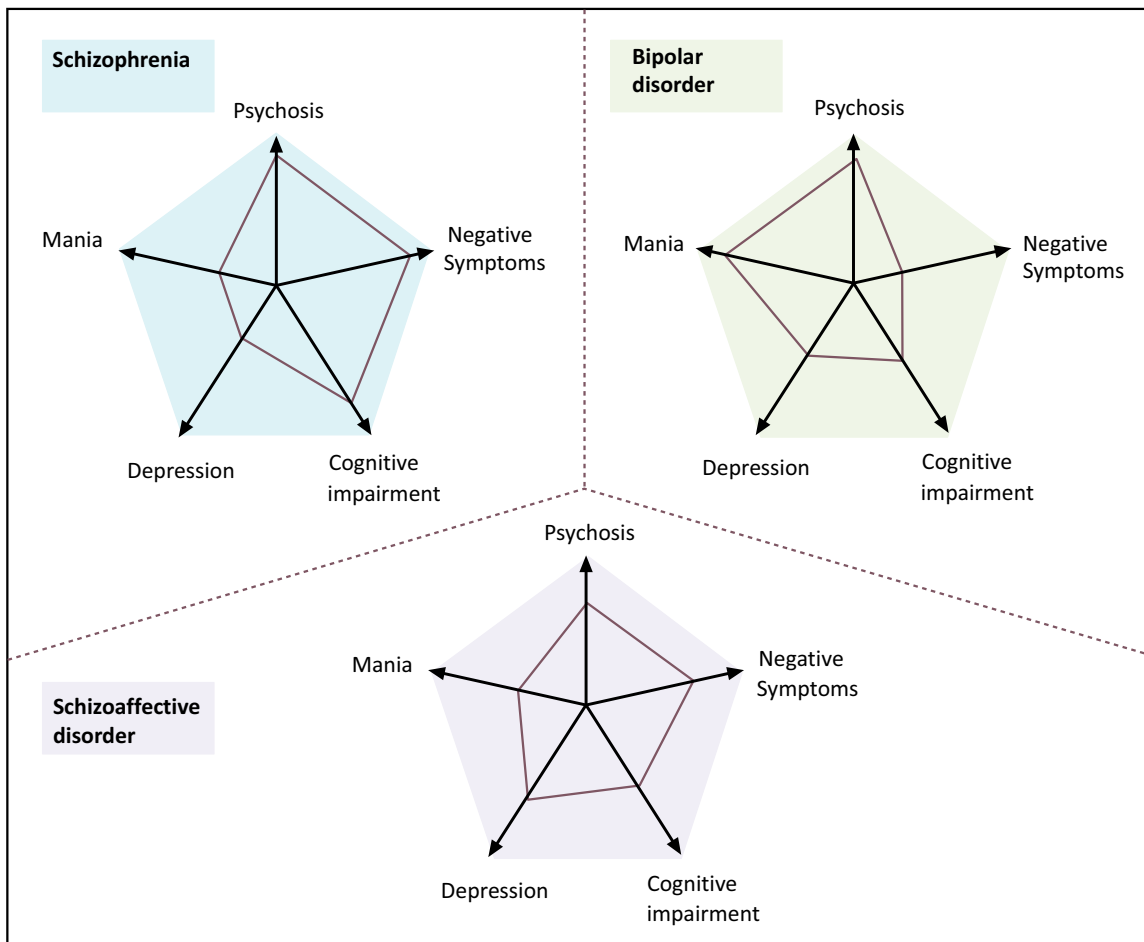 Schizophrenia
Psychosis
Mania
Negative
Symptoms
Depression
Cognitive
impairment
Bipolar
disorder
Psychosis
Mania
Negative
Symptoms
Depression
Cognitive
impairment
Schizoaffective
disorder
Psychosis
Mania
Negative
Symptoms
Depression
Cognitive
impairment